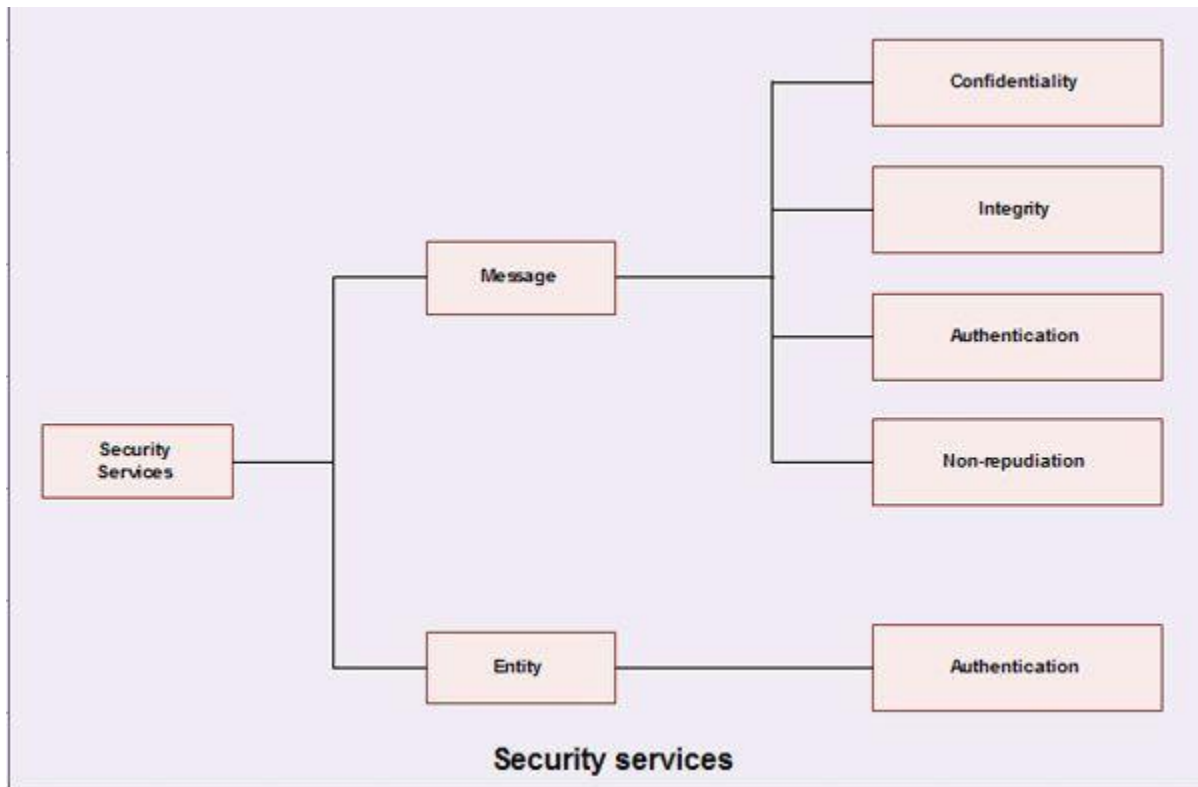 Confidentiality
Integrity
Message
Authentication
Security
Services
Non-repudiation
Entity
Authentication
Security services